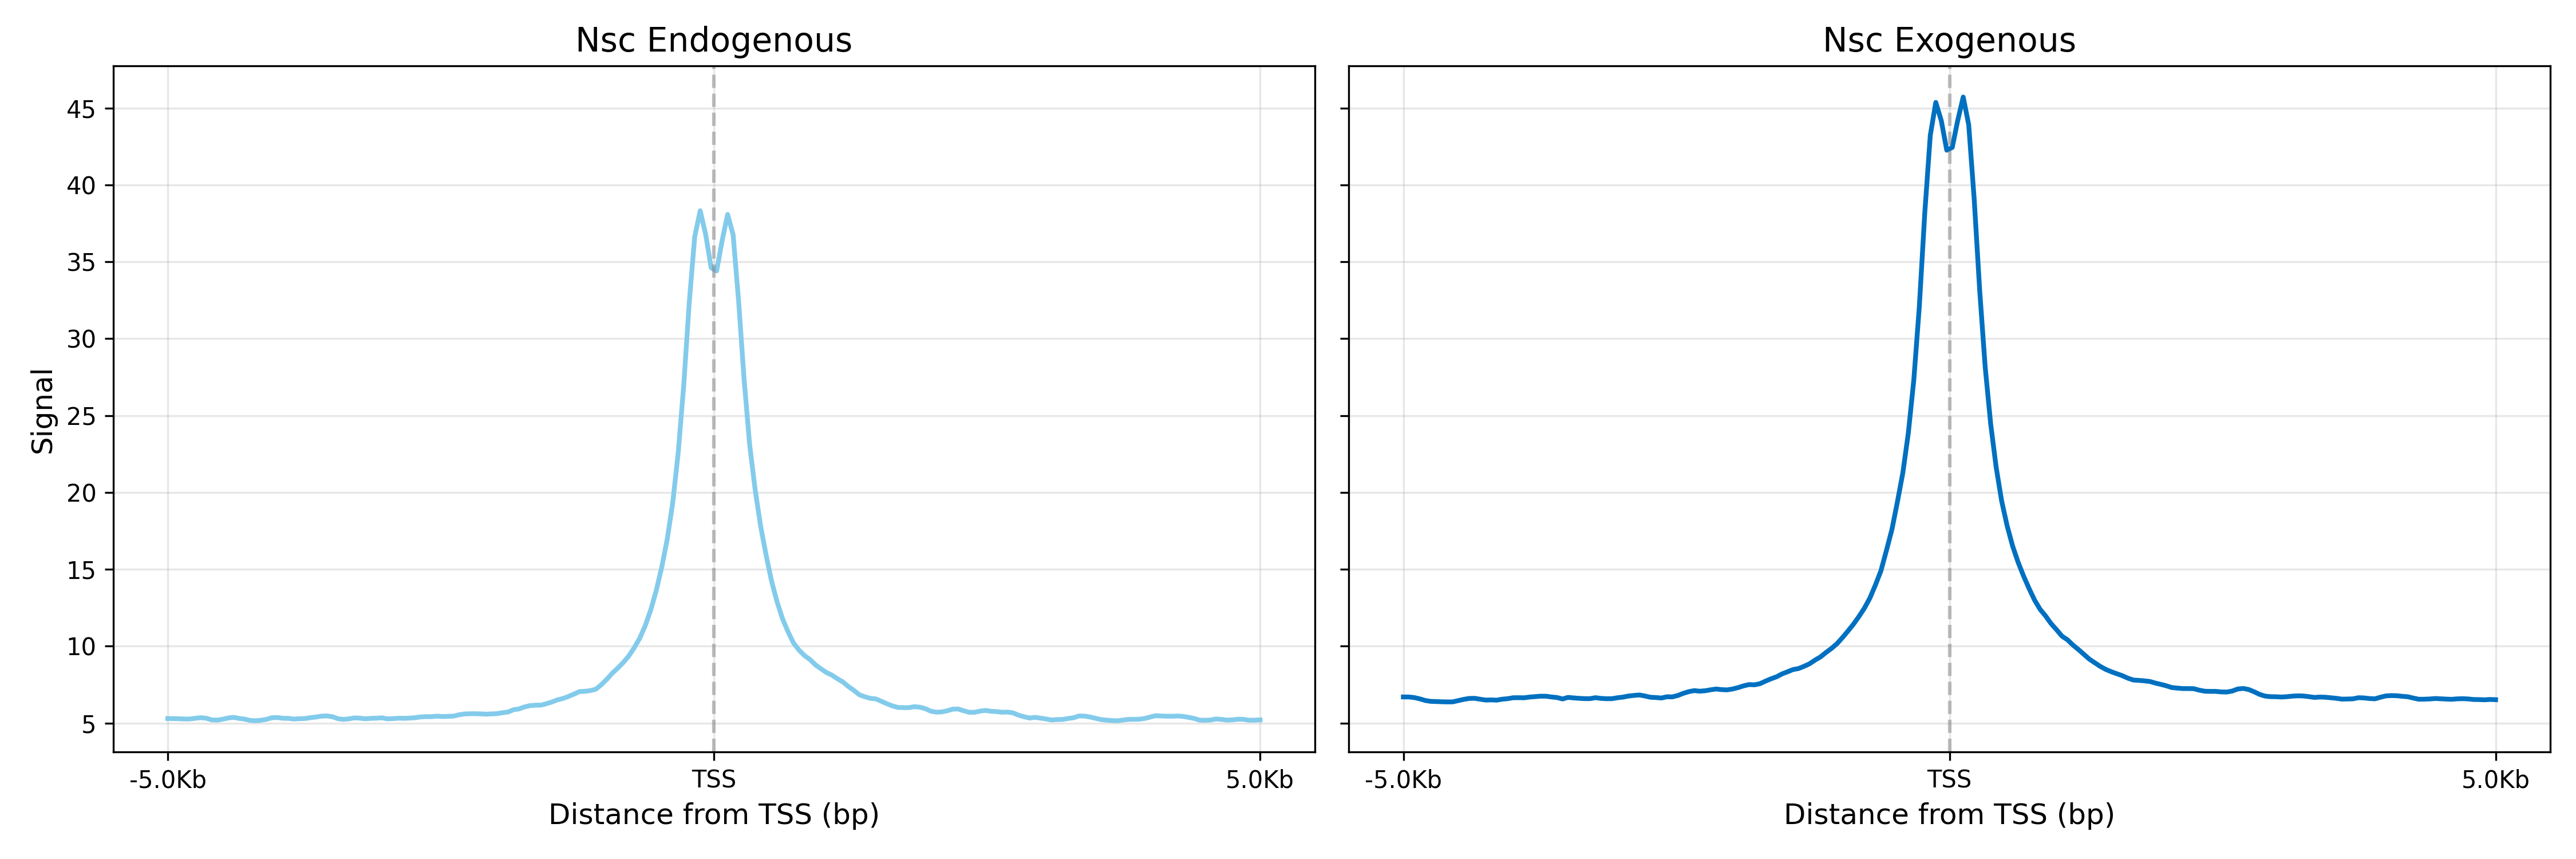 Nsc Endogenous
Signal
45
40
35
30
25
20
15
10
5
-5.0Kb TSS 5.0Kb
Distance from TSS (bp)
Nsc Exogenous
-5.0Kb TSS 5.0Kb
Distance from TSS (bp)